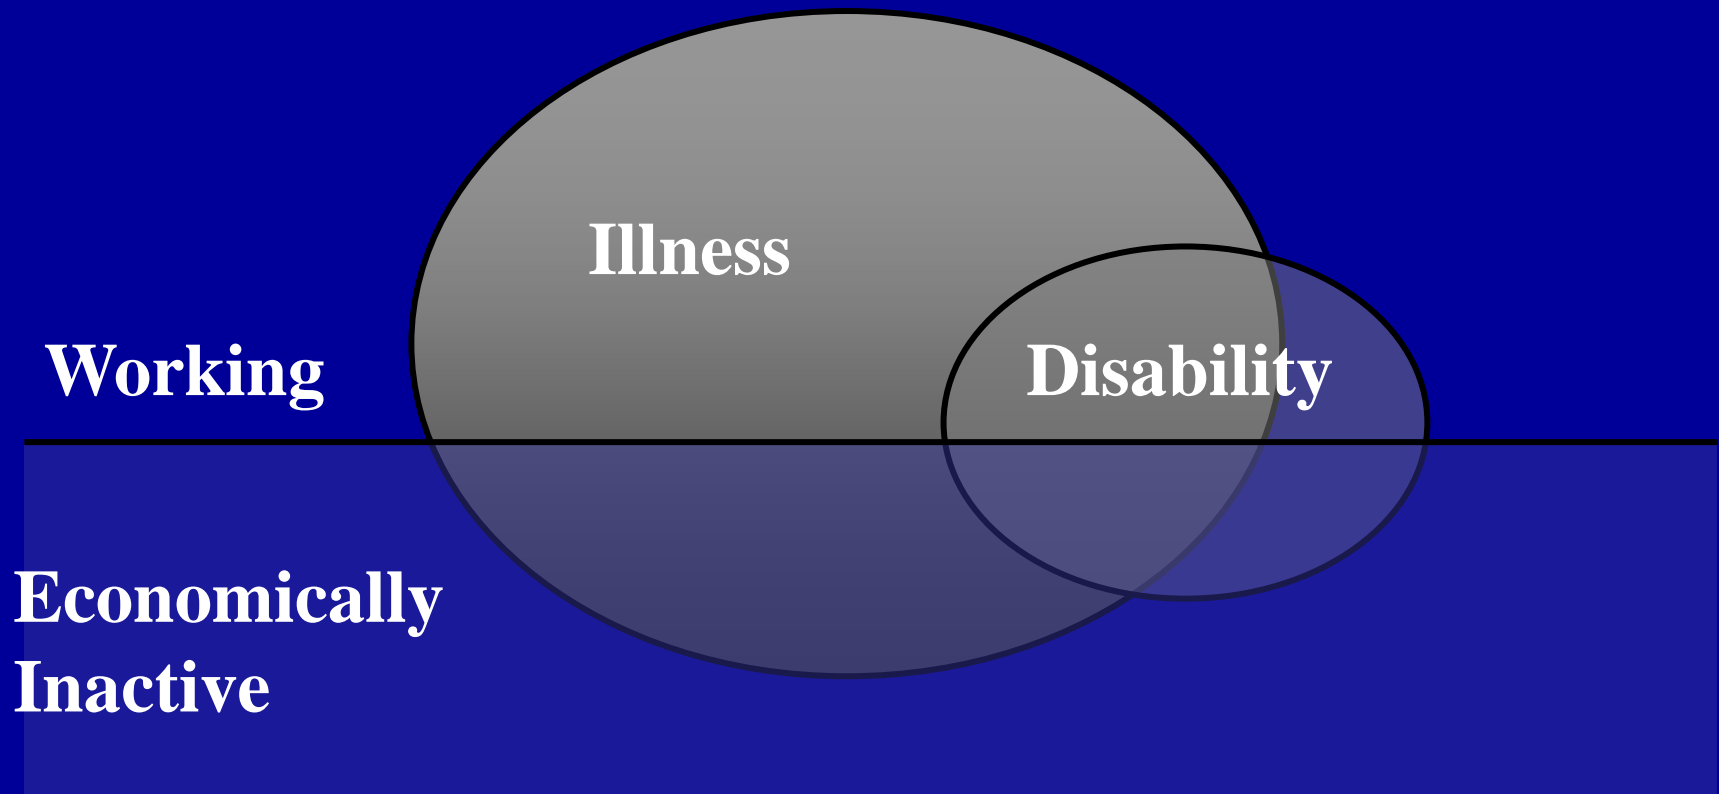 Illness
Working
Disability
Economically
Inactive